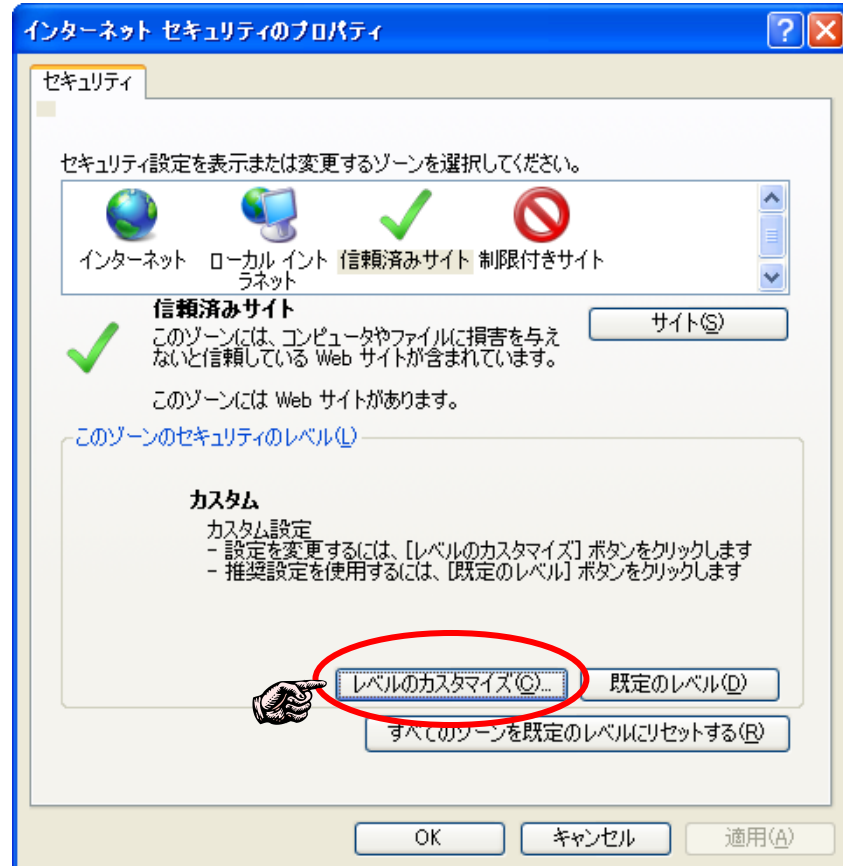 インターネット セキュリティのプロパティ
セキュリティ
セキュリティ設定を表示または変更するゾーンを選択してください。
インターネット
ローカル イント
ラネット
信頼済みサイト
制限付きサイト
信頼済みサイト
このゾーンには、コンピュータやファイルに損害を与え
ないと信頼している Web サイトが含まれています。
サイト(S)
このゾーンには Web サイトがあります。
このゾーンのセキュリティのレベル(L)
カスタム
カスタム設定
- 設定を変更するには、[レベルのカスタマイズ] ボタンをクリックします
- 推奨設定を使用するには、[既定のレベル] ボタンをクリックします
レベルのカスタマイズ(C)...
既定のレベル(D)
すべてのゾーンを既定のレベルにリセットする(R)
OK
キャンセル
適用(A)